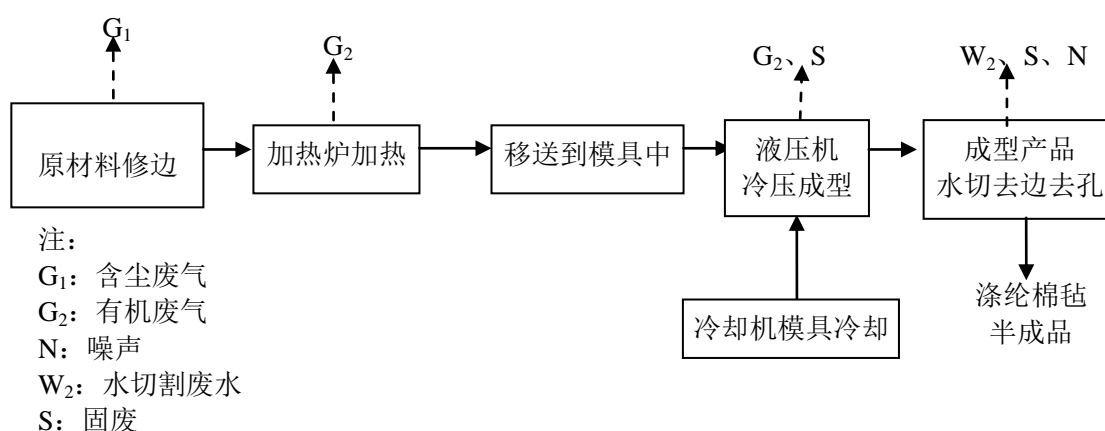 G₁
G₂
G₂、S
W₂、S、N
原材料修边
加热炉加热
移送到模具中
液压机
冷压成型
成型产品
水切去边去孔
注：
G₁：含尘废气
G₂：有机废气
N：噪声
W₂：水切割废水
S：固废
冷却机模具冷却
涤纶棉毡
半成品